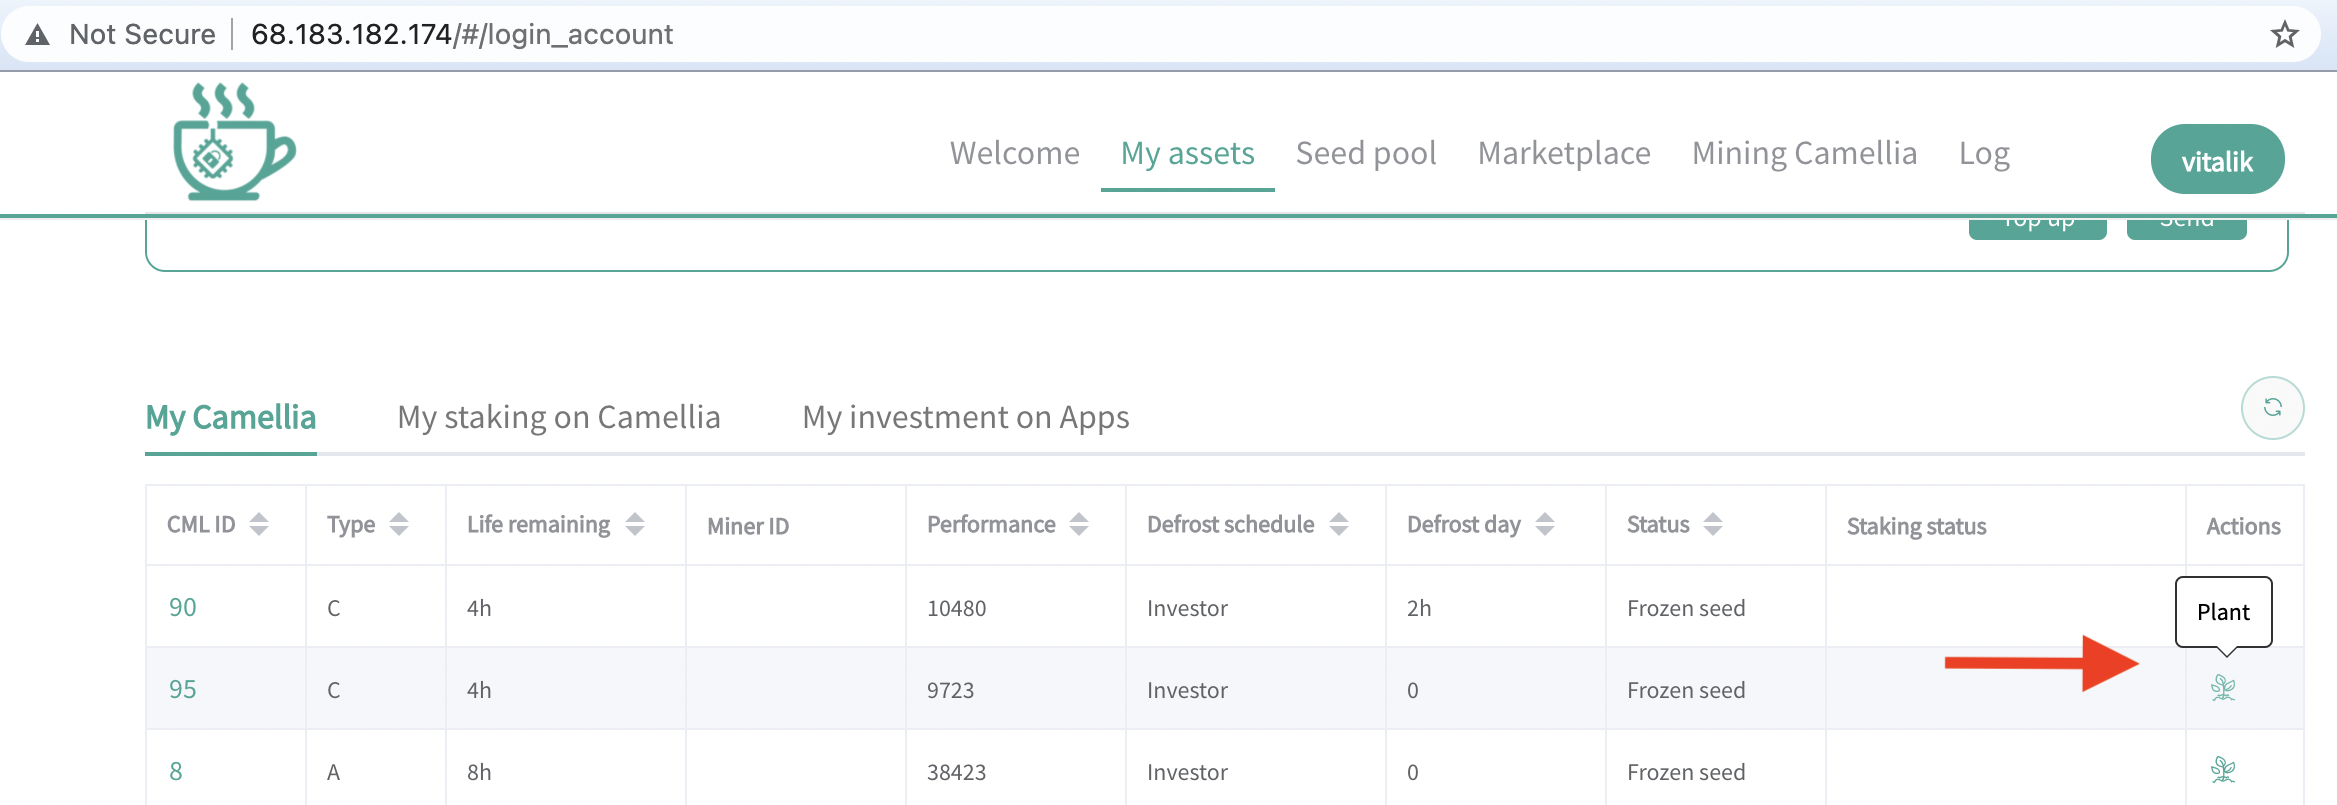 Not Secure 68.183.182.174/#/login_account
Welcome My assets Seed pool Marketplace Mining Camellia Log vitalik
Top up Send
My Camellia My staking on Camellia My investment on Apps
CML ID Type Life remaining Miner ID Performance Defrost schedule Defrost day Status Staking status Actions
90 C 4h 10480 Investor 2h Frozen seed
Plant
95 C 4h 9723 Investor 0 Frozen seed
8 A 8h 38423 Investor 0 Frozen seed